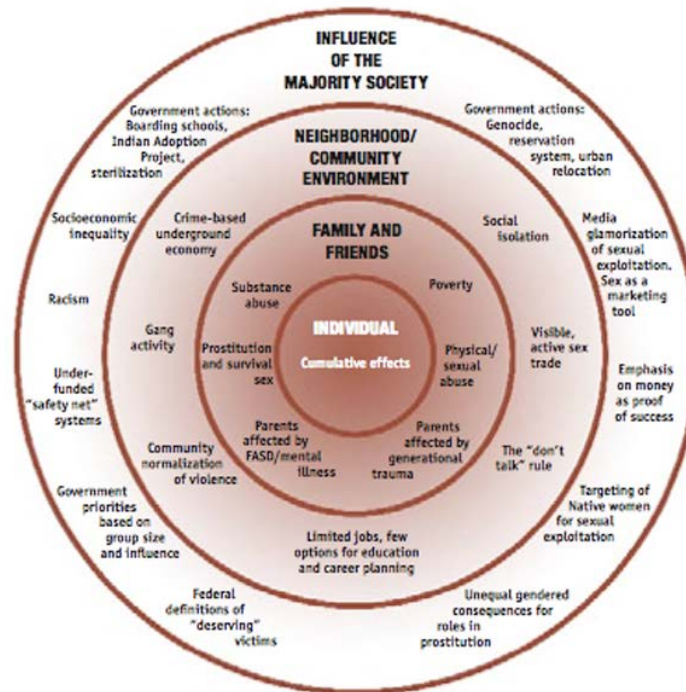 INFLUENCE
OF THE
MAJORITY SOCIETY
Government actions:
Boarding schools,
Indian Adoption
Project,
sterilization
Government actions:
Genocide,
reservation
system, urban
relocation
NEIGHBORHOOD/
COMMUNITY
ENVIRONMENT
Socioeconomic
inequality
Crime-based
underground
economy
Social
isolation
Media
glamorization
of sexual
exploitation.
Sex as a
marketing
tool
FAMILY AND
FRIENDS
Racism
Substance
abuse
Poverty
Gang
activity
Prostitution
and survival
sex
INDIVIDUAL
Cumulative effects
Physical/
sexual
abuse
Visible,
active sex
trade
Under-
funded
"safety net"
systems
Emphasis
on money
as proof
of success
Community
normalization
of violence
Parents
affected by
FASD/mental
illness
Parents
affected by
generational
trauma
The "don't
talk" rule
Government
priorities
based on
group size
and influence
Limited jobs, few
options for education
and career planning
Targeting of
Native women
for sexual
exploitation
Federal
definitions of
"deserving"
victims
Unequal gendered
consequences for
roles in
prostitution